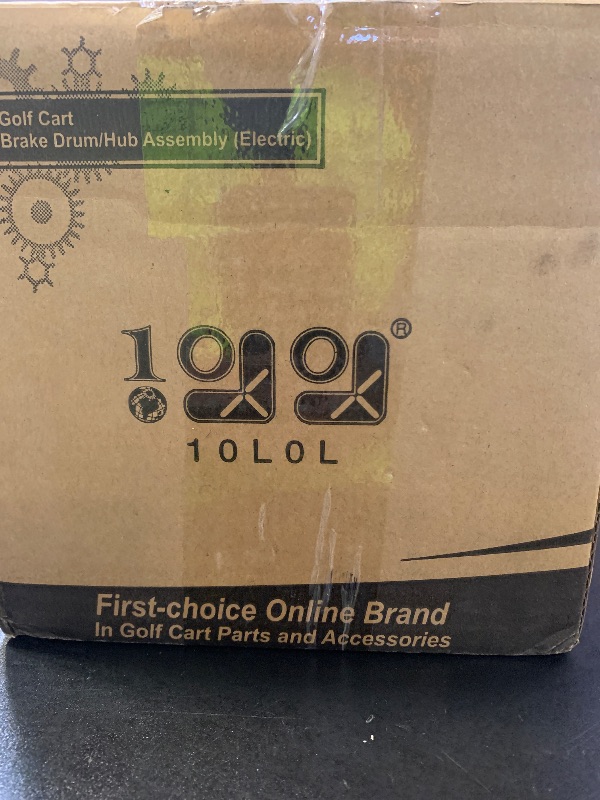 Golf Cart
Brake Drum/Hub Assembly (Electric)
®
10L0L
First-choice Online Brand
In Golf Cart Parts and Accessories